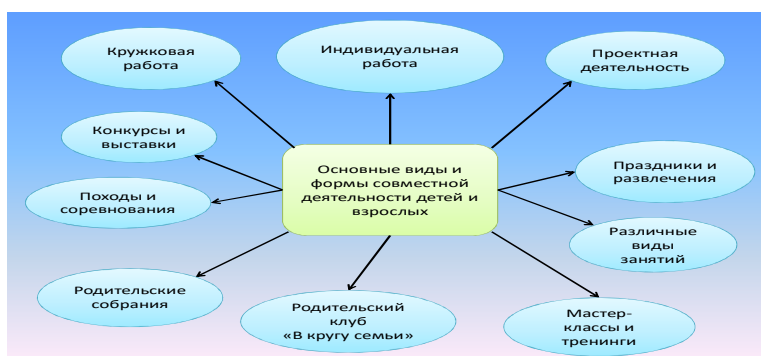 Кружковая
работа
Индивидуальная
работа
Проектная
деятельность
Конкурсы и
выставки
Основные виды и
формы совместной
деятельности детей и
взрослых
Праздники и
развлечения
Походы и
соревнования
Различные
виды
занятий
Родительские
собрания
Родительский
клуб
«В кругу семьи»
Мастер-
классы и
тренинги